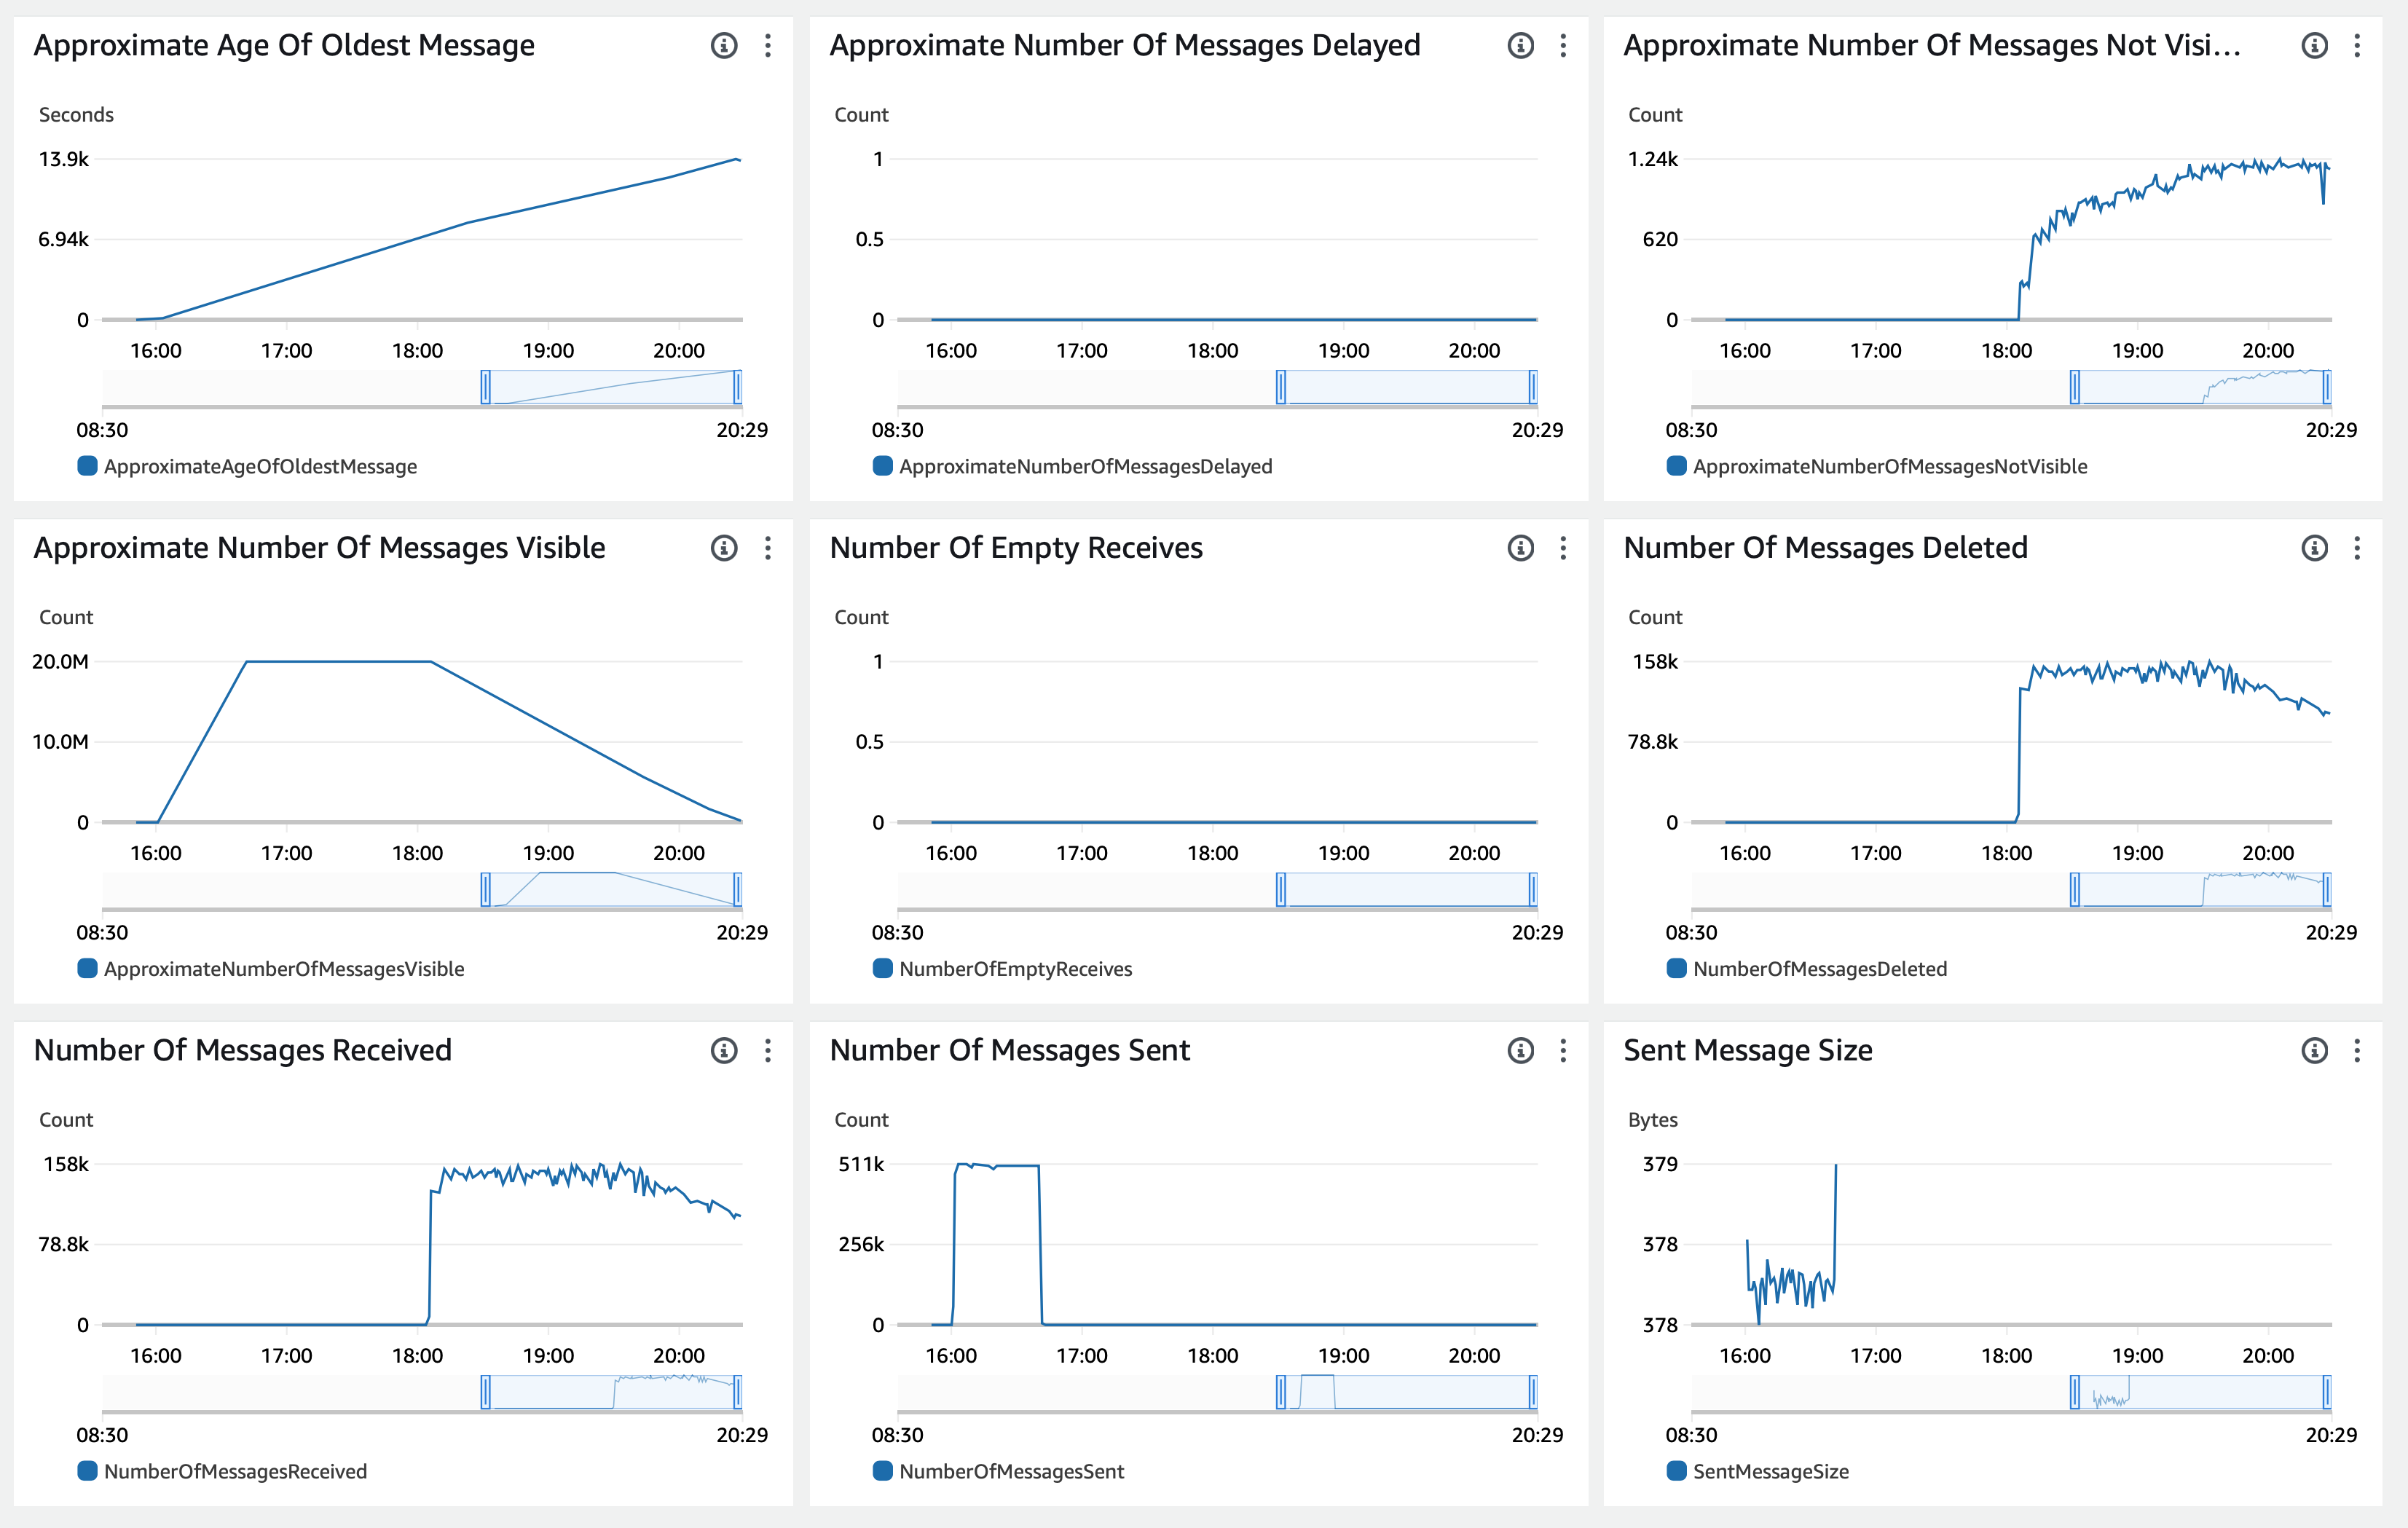 Approximate Age Of Oldest Message
Seconds
13.9k
6.94k
0
16:00 17:00 18:00 19:00 20:00
08:30 20:29
ApproximateAgeOfOldestMessage
Approximate Number Of Messages Delayed
Count
1
0.5
0
16:00 17:00 18:00 19:00 20:00
08:30 20:29
ApproximateNumberOfMessagesDelayed
Approximate Number Of Messages Not Visi...
Count
1.24k
620
0
16:00 17:00 18:00 19:00 20:00
08:30 20:29
ApproximateNumberOfMessagesNotVisible
Approximate Number Of Messages Visible
Count
20.0M
10.0M
0
16:00 17:00 18:00 19:00 20:00
08:30 20:29
ApproximateNumberOfMessagesVisible
Number Of Empty Receives
Count
1
0.5
0
16:00 17:00 18:00 19:00 20:00
08:30 20:29
NumberOfEmptyReceives
Number Of Messages Deleted
Count
158k
78.8k
0
16:00 17:00 18:00 19:00 20:00
08:30 20:29
NumberOfMessagesDeleted
Number Of Messages Received
Count
158k
78.8k
0
16:00 17:00 18:00 19:00 20:00
08:30 20:29
NumberOfMessagesReceived
Number Of Messages Sent
Count
511k
256k
0
16:00 17:00 18:00 19:00 20:00
08:30 20:29
NumberOfMessagesSent
Sent Message Size
Bytes
379
378
378
16:00 17:00 18:00 19:00 20:00
08:30 20:29
SentMessageSize